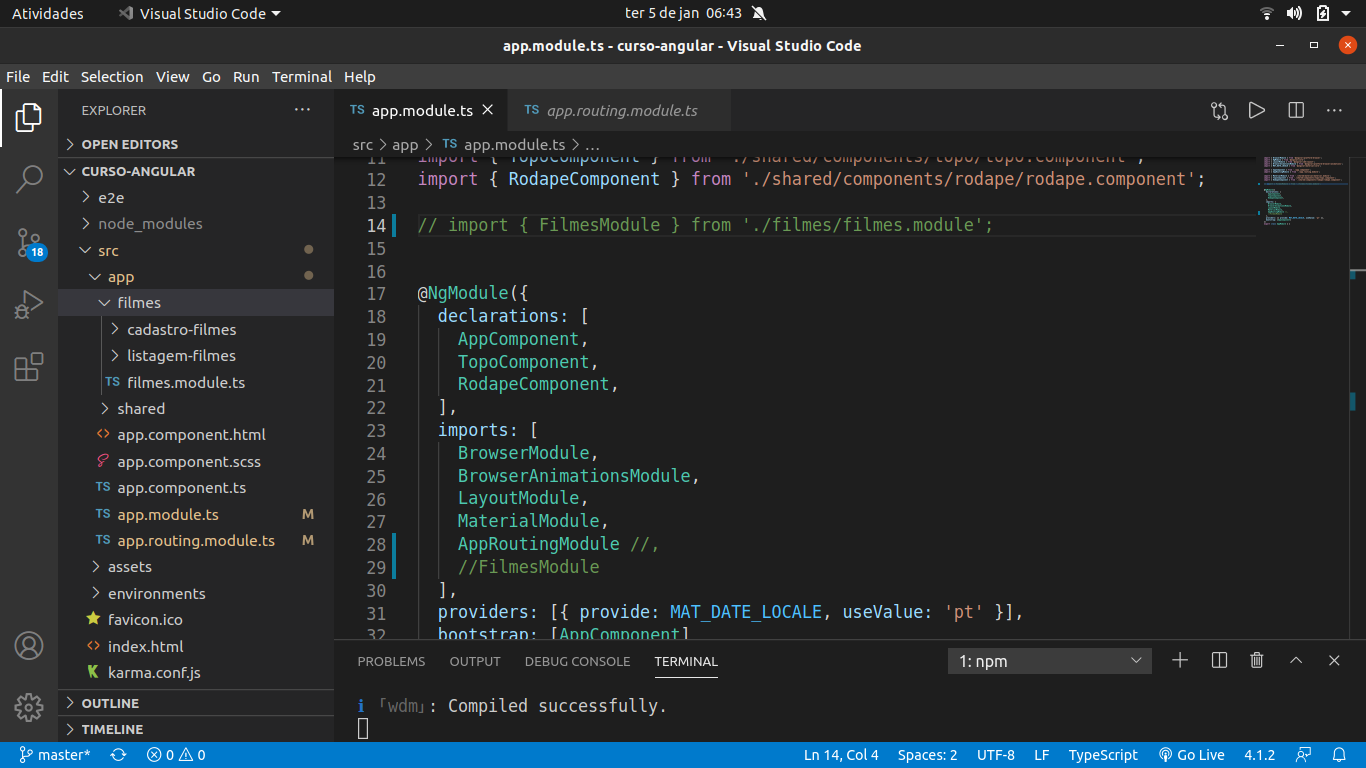 Atividades Visual Studio Code ter 5 de jan 06:43
app.module.ts - curso-angular - Visual Studio Code
File Edit Selection View Go Run Terminal Help
EXPLORER
OPEN EDITORS
CURSO-ANGULAR
e2e
node_modules
src
app
filmes
cadastro-filmes
listagem-filmes
TS filmes.module.ts
shared
<> app.component.html
app.component.scss
TS app.component.ts
TS app.module.ts M
TS app.routing.module.ts M
assets
environments
favicon.ico
<> index.html
karma.conf.js
OUTLINE
TIMELINE
18
TS app.module.ts TS app.routing.module.ts
src > app > TS app.module.ts > ...
11 import { TopoComponent } from './shared/components/topo/topo.component';
12 import { RodapeComponent } from './shared/components/rodape/rodape.component';
13
14 // import { FilmesModule } from './filmes/filmes.module';
15
16
17 @NgModule({
18 declarations: [
19 AppComponent,
20 TopoComponent,
21 RodapeComponent,
22 ],
23 imports: [
24 BrowserModule,
25 BrowserAnimationsModule,
26 LayoutModule,
27 MaterialModule,
28 AppRoutingModule //,
29 //FilmesModule
30 ],
31 providers: [{ provide: MAT_DATE_LOCALE, useValue: 'pt' }],
32 bootstrap: [AppComponent]
PROBLEMS OUTPUT DEBUG CONSOLE TERMINAL 1: npm
i 「wdm」: Compiled successfully.
master* 0 0 Ln 14, Col 4 Spaces: 2 UTF-8 LF TypeScript Go Live 4.1.2